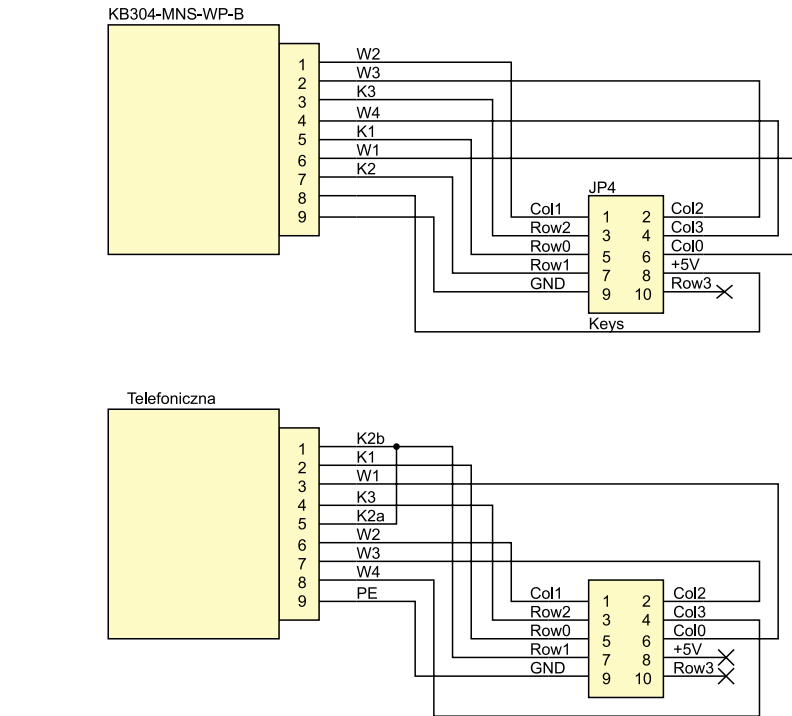 KB304-MNS-WP-B
1 W2
2 W3
3 K3
4 W4
5 K1
6 W1
7 K2
8
9
JP4
Col1 1 2 Col2
Row2 3 4 Col3
Row0 5 6 Col0
Row1 7 8 +5V
GND 9 10 Row3
Keys
Telefoniczna
1 K2b
2 K1
3 W1
4 K3
5 K2a
6 W2
7 W3
8 W4
9 PE
Col1 1 2 Col2
Row2 3 4 Col3
Row0 5 6 Col0
Row1 7 8 +5V
GND 9 10 Row3